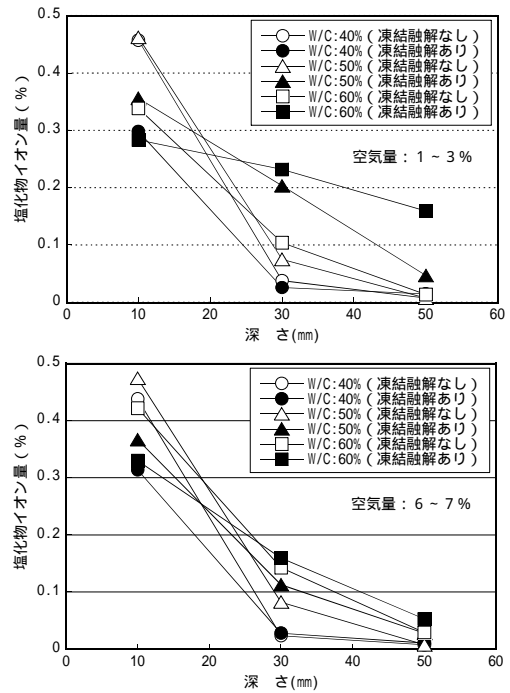 0.5
0.4
0.3
0.2
0.1
0
塩化物イオン量(%)
W/C:40%(凍結融解なし)
W/C:40%(凍結融解あり)
W/C:50%(凍結融解なし)
W/C:50%(凍結融解あり)
W/C:60%(凍結融解なし)
W/C:60%(凍結融解あり)
空気量:1~3%
0 10 20 30 40 50 60
深 さ(mm)
0.5
0.4
0.3
0.2
0.1
0
塩化物イオン量(%)
W/C:40%(凍結融解なし)
W/C:40%(凍結融解あり)
W/C:50%(凍結融解なし)
W/C:50%(凍結融解あり)
W/C:60%(凍結融解なし)
W/C:60%(凍結融解あり)
空気量:6~7%
0 10 20 30 40 50 60
深 さ(mm)